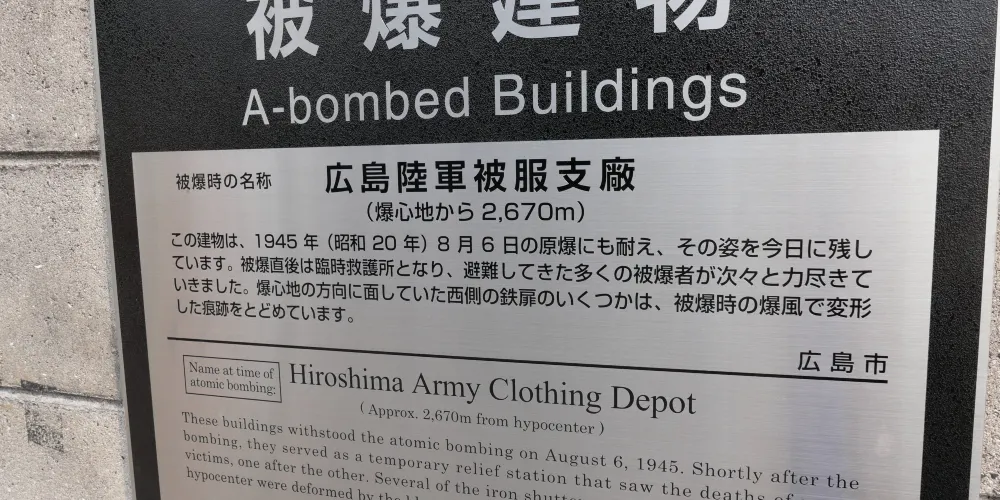 被爆建物
A-bombed Buildings
被爆時の名称 広島陸軍被服支廠
（爆心地から 2,670m）
この建物は、1945 年（昭和 20 年）8 月 6 日の原爆にも耐え、その姿を今日に残し
ています。被爆直後は臨時救護所となり、避難してきた多くの被爆者が次々と力尽きて
いきました。爆心地の方向に面していた西側の鉄扉のいくつかは、被爆時の爆風で変形
した痕跡をとどめています。
広島市
Name at time of
atomic bombing:
Hiroshima Army Clothing Depot
( Approx. 2,670m from hypocenter )
These buildings withstood the atomic bombing on August 6, 1945. Shortly after the
bombing, they served as a temporary relief station that saw the deaths of
victims, one after the other. Several of the iron
hypocenter were deformed by the